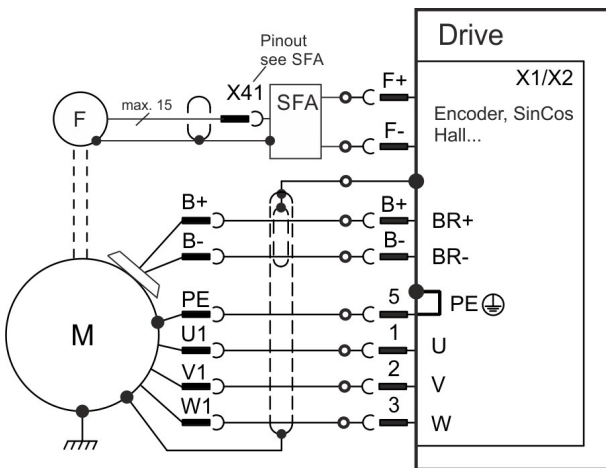 Drive
Pinout
see SFA
X1/X2
X41
SFA
F+
max. 15
F
Encoder, SinCos
Hall...
F-
B+
B+
BR+
B-
B-
BR-
PE
5
PE
M
U1
1
U
V1
2
V
W1
3
W